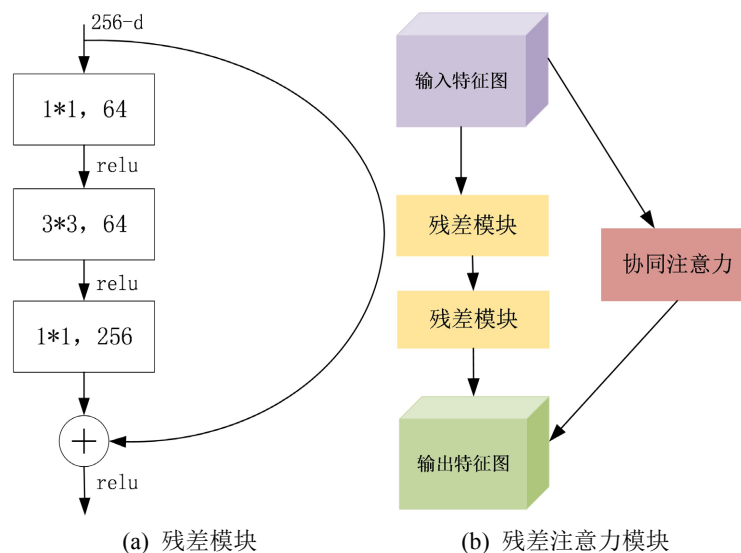 256-d
1*1, 64
relu
3*3, 64
relu
1*1, 256
+
relu
(a) 残差模块
输入特征图
残差模块
协同注意力
残差模块
输出特征图
(b) 残差注意力模块